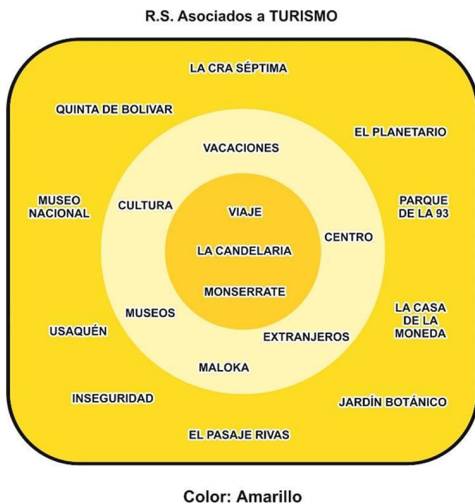 R.S. Asociados a TURISMO
LA CRA SÉPTIMA
QUINTA DE BOLIVAR
EL PLANETARIO
VACACIONES
MUSEO
NACIONAL
CULTURA
VIAJE
PARQUE
DE LA 93
CENTRO
LA CANDELARIA
MONSERRATE
MUSEOS
LA CASA
DE LA
MONEDA
USAQUÉN
EXTRANJEROS
MALOKA
INSEGURIDAD
JARDÍN BOTÁNICO
EL PASAJE RIVAS
Color: Amarillo